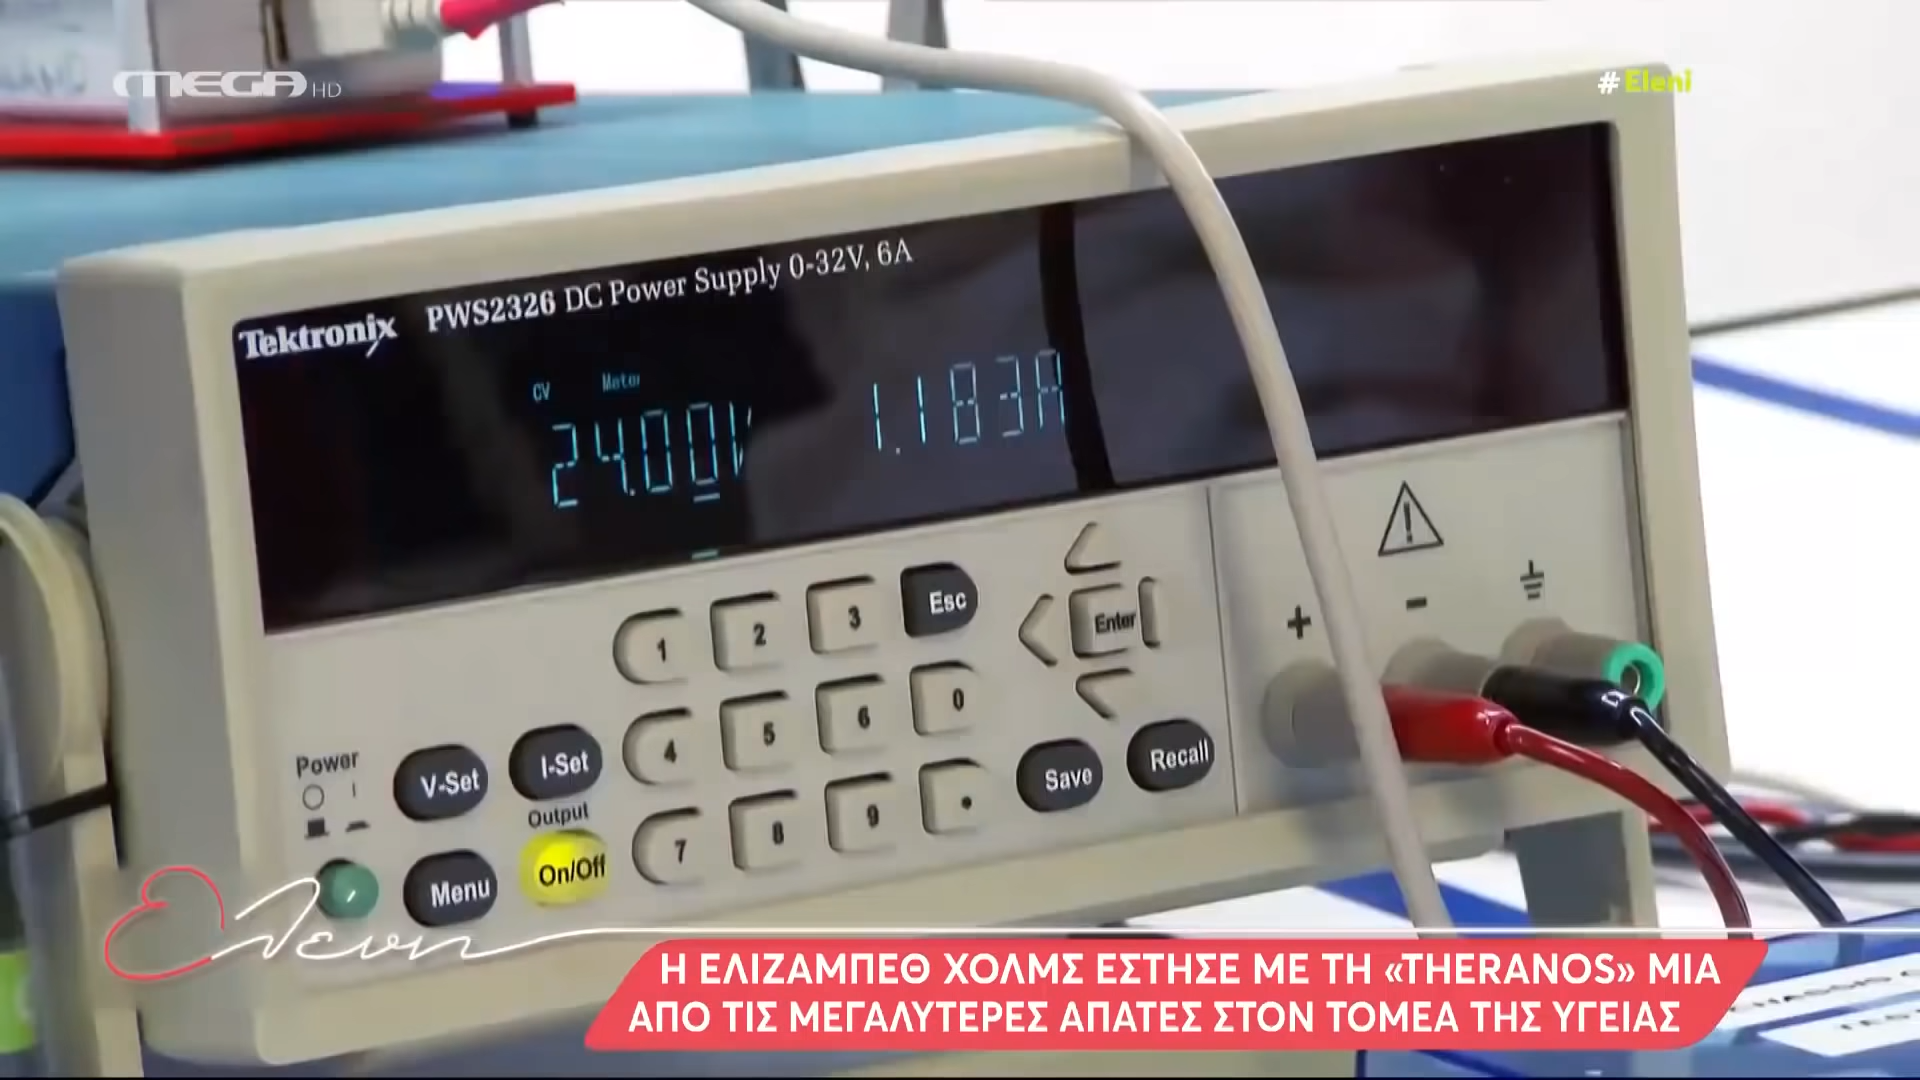 MEGA HD
#Eleni
Tektronix PWS2326 DC Power Supply 0-32V, 6A
CV Meter
24.00V 1.183A
1 2 3 Esc
Enter
4 5 6 0
7 8 9 .
+ -
Power
V-Set I-Set
Save Recall
Output
Menu On/Off
Ελένη
Η ΕΛΙΖΑΜΠΕΘ ΧΟΛΜΣ ΕΣΤΗΣΕ ΜΕ ΤΗ «THERANOS» ΜΙΑ
ΑΠΟ ΤΙΣ ΜΕΓΑΛΥΤΕΡΕΣ ΑΠΑΤΕΣ ΣΤΟΝ ΤΟΜΕΑ ΤΗΣ ΥΓΕΙΑΣ